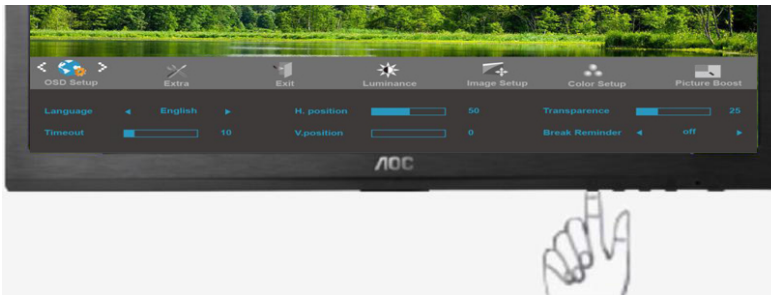 OSD Setup Extra Exit Luminance Image Setup Color Setup Picture Boost
Language English H. position 50 Transparence 25
Timeout 10 V.position 0 Break Reminder off
AOC